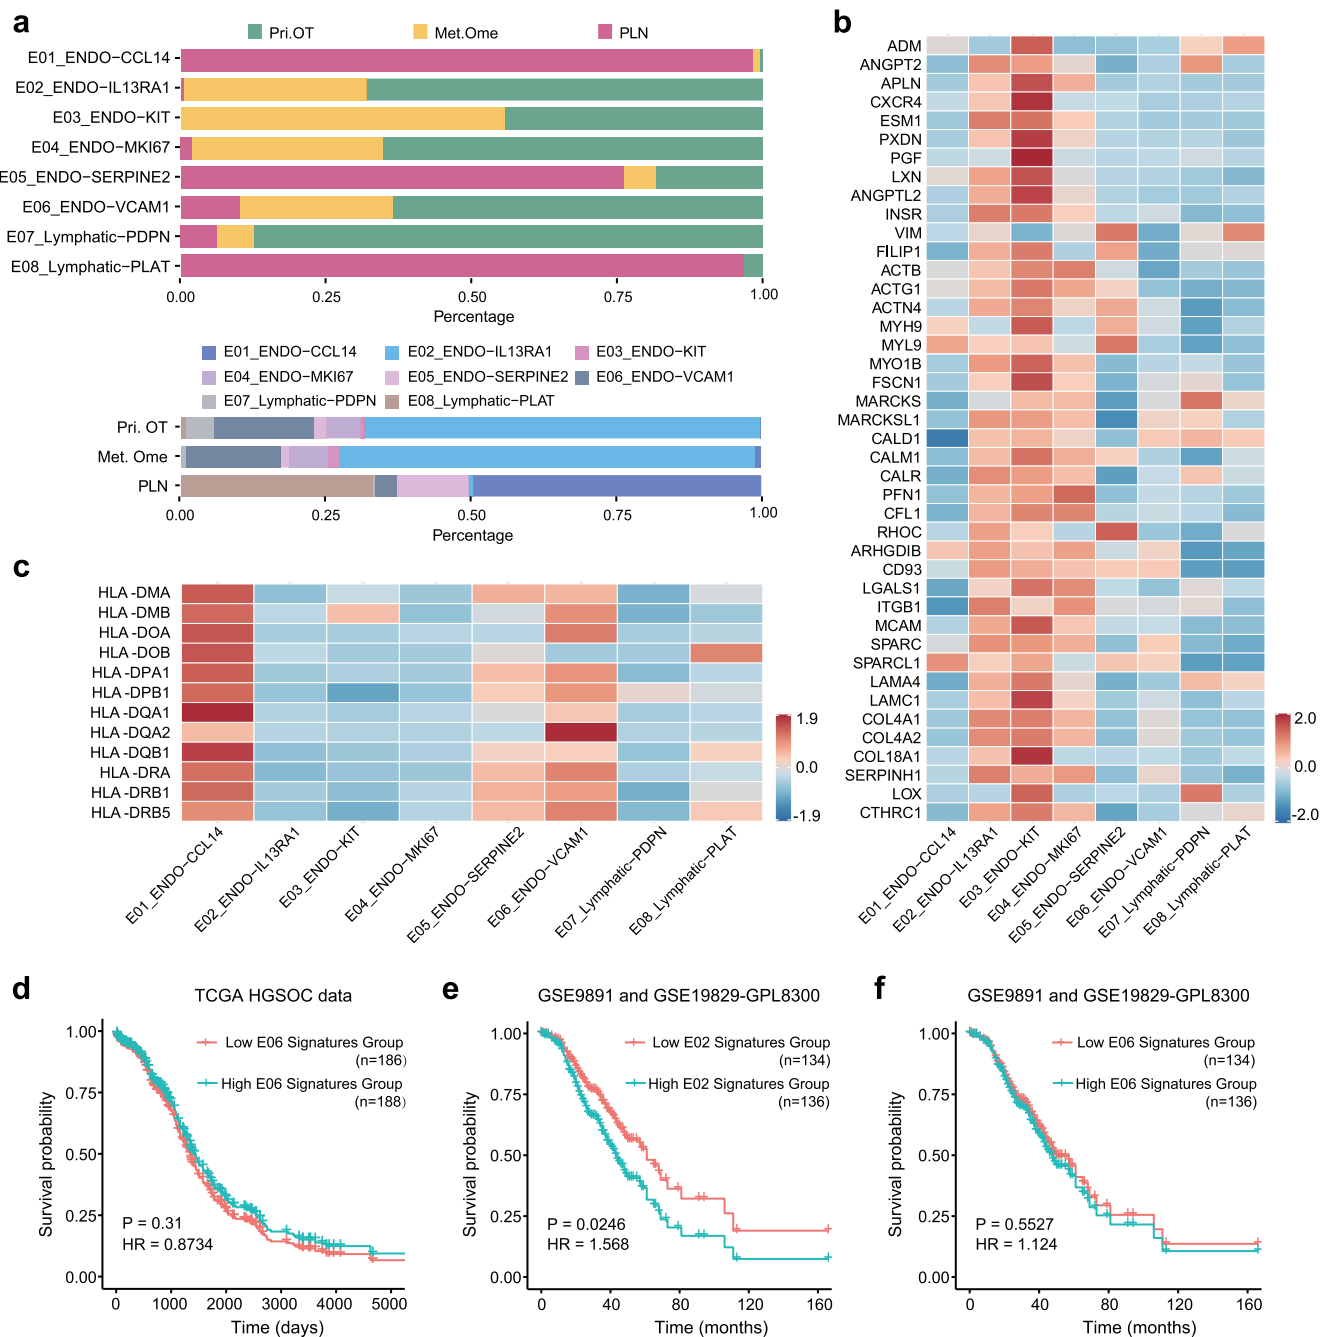 a
Pri.OT Met.Ome PLN
E01_ENDO−CCL14
E02_ENDO−IL13RA1
E03_ENDO−KIT
E04_ENDO−MKI67
E05_ENDO−SERPINE2
E06_ENDO−VCAM1
E07_Lymphatic−PDPN
E08_Lymphatic−PLAT
0.00 0.25 0.50 0.75 1.00
Percentage
E01_ENDO−CCL14 E02_ENDO−IL13RA1 E03_ENDO−KIT
E04_ENDO−MKI67 E05_ENDO−SERPINE2 E06_ENDO−VCAM1
E07_Lymphatic−PDPN E08_Lymphatic−PLAT
Pri. OT
Met. Ome
PLN
0.00 0.25 0.50 0.75 1.00
Percentage
b
ADM
ANGPT2
APLN
CXCR4
ESM1
PXDN
PGF
LXN
ANGPTL2
INSR
VIM
FILIP1
ACTB
ACTG1
ACTN4
MYH9
MYL9
MYO1B
FSCN1
MARCKS
MARCKSL1
CALD1
CALM1
CALR
PFN1
CFL1
RHOC
ARHGDIB
CD93
LGALS1
ITGB1
MCAM
SPARC
SPARCL1
LAMA4
LAMC1
COL4A1
COL4A2
COL18A1
SERPINH1
LOX
CTHRC1
2.0
0.0
-2.0
E01_ENDO−CCL14
E02_ENDO−IL13RA1
E03_ENDO−KIT
E04_ENDO−MKI67
E05_ENDO−SERPINE2
E06_ENDO−VCAM1
E07_Lymphatic−PDPN
E08_Lymphatic−PLAT
c
HLA -DMA
HLA -DMB
HLA -DOA
HLA -DOB
HLA -DPA1
HLA -DPB1
HLA -DQA1
HLA -DQA2
HLA -DQB1
HLA -DRA
HLA -DRB1
HLA -DRB5
1.9
0.0
-1.9
E01_ENDO−CCL14
E02_ENDO−IL13RA1
E03_ENDO−KIT
E04_ENDO−MKI67
E05_ENDO−SERPINE2
E06_ENDO−VCAM1
E07_Lymphatic−PDPN
E08_Lymphatic−PLAT
d
TCGA HGSOC data
Survival probability
1.00
0.75
0.50
0.25
0.00
Low E06 Signatures Group
(n=186)
High E06 Signatures Group
(n=188)
P = 0.31
HR = 0.8734
0 1000 2000 3000 4000 5000
Time (days)
e
GSE9891 and GSE19829-GPL8300
Survival probability
1.00
0.75
0.50
0.25
0.00
Low E02 Signatures Group
(n=134)
High E02 Signatures Group
(n=136)
P = 0.0246
HR = 1.568
0 40 80 120 160
Time (months)
f
GSE9891 and GSE19829-GPL8300
Survival probability
1.00
0.75
0.50
0.25
0.00
Low E06 Signatures Group
(n=134)
High E06 Signatures Group
(n=136)
P = 0.5527
HR = 1.124
0 40 80 120 160
Time (months)